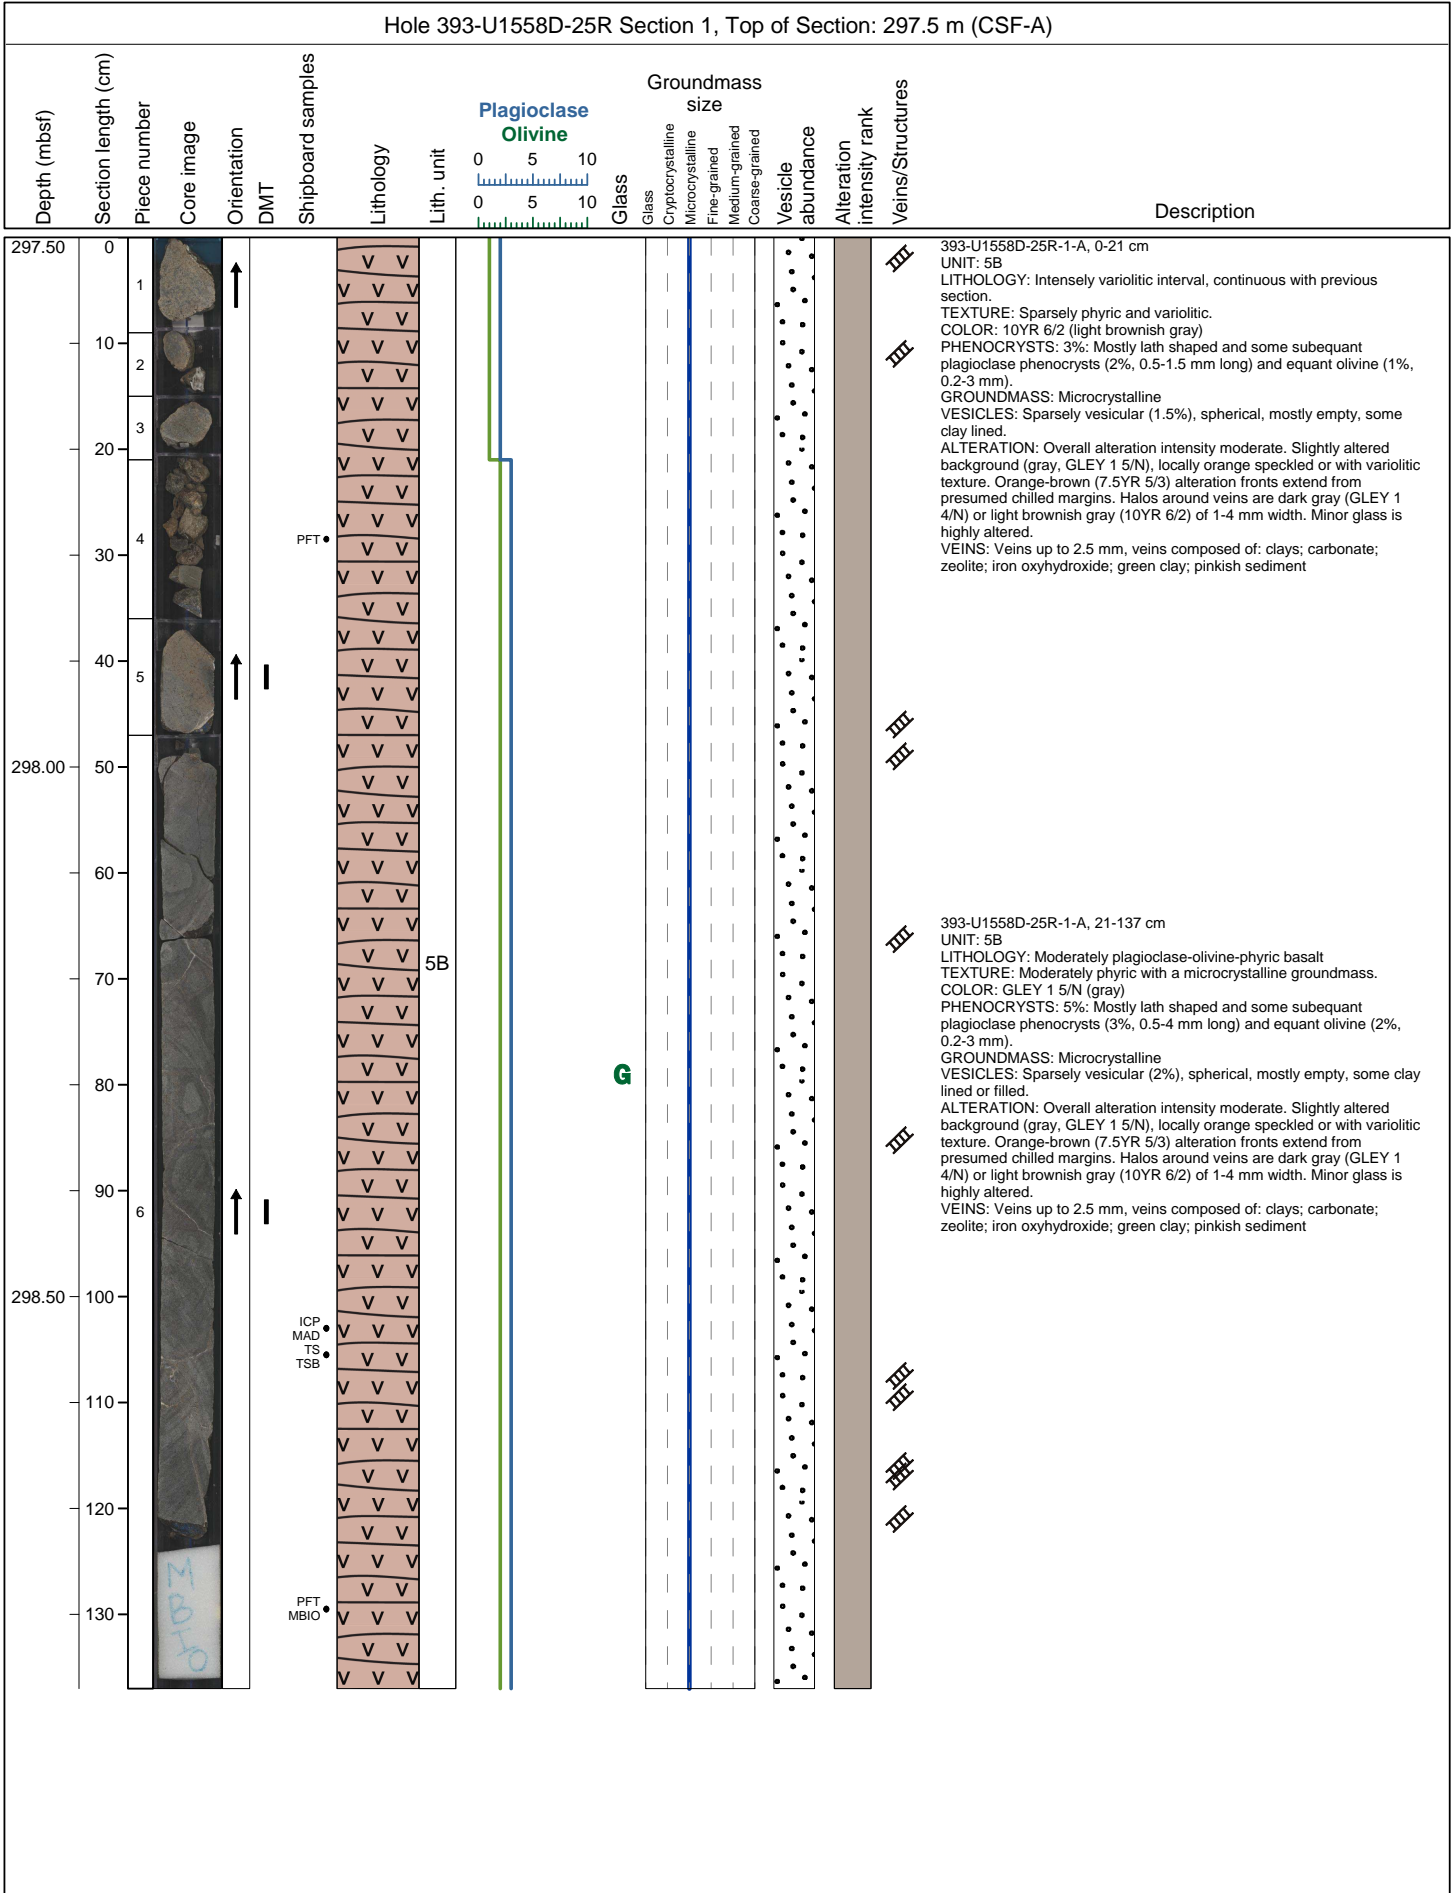 Hole 393-U1558D-25R Section 1, Top of Section: 297.5 m (CSF-A)
Depth (mbsf)
Section length (cm)
Piece number
Core image
Orientation
DMT
Shipboard samples
Lithology
Lith. unit
Plagioclase
Olivine
0 5 10
0 5 10
Glass
Groundmass
size
Glass
Cryptocrystalline
Microcrystalline
Fine-grained
Medium-grained
Coarse-grained
Vesicle
abundance
Alteration
intensity rank
Veins/Structures
Description
297.50
298.00
298.50
0
10
20
30
40
50
60
70
80
90
100
110
120
130
1
2
3
4
5
6
M
B
I
O
PFT
ICP
MAD
TS
TSB
PFT
MBIO
5B
G
393-U1558D-25R-1-A, 0-21 cm
UNIT: 5B
LITHOLOGY: Intensely variolitic interval, continuous with previous
section.
TEXTURE: Sparsely phyric and variolitic.
COLOR: 10YR 6/2 (light brownish gray)
PHENOCRYSTS: 3%: Mostly lath shaped and some subequant
plagioclase phenocrysts (2%, 0.5-1.5 mm long) and equant olivine (1%,
0.2-3 mm).
GROUNDMASS: Microcrystalline
VESICLES: Sparsely vesicular (1.5%), spherical, mostly empty, some
clay lined.
ALTERATION: Overall alteration intensity moderate. Slightly altered
background (gray, GLEY 1 5/N), locally orange speckled or with variolitic
texture. Orange-brown (7.5YR 5/3) alteration fronts extend from
presumed chilled margins. Halos around veins are dark gray (GLEY 1
4/N) or light brownish gray (10YR 6/2) of 1-4 mm width. Minor glass is
highly altered.
VEINS: Veins up to 2.5 mm, veins composed of: clays; carbonate;
zeolite; iron oxyhydroxide; green clay; pinkish sediment
393-U1558D-25R-1-A, 21-137 cm
UNIT: 5B
LITHOLOGY: Moderately plagioclase-olivine-phyric basalt
TEXTURE: Moderately phyric with a microcrystalline groundmass.
COLOR: GLEY 1 5/N (gray)
PHENOCRYSTS: 5%: Mostly lath shaped and some subequant
plagioclase phenocrysts (3%, 0.5-4 mm long) and equant olivine (2%,
0.2-3 mm).
GROUNDMASS: Microcrystalline
VESICLES: Sparsely vesicular (2%), spherical, mostly empty, some clay
lined or filled.
ALTERATION: Overall alteration intensity moderate. Slightly altered
background (gray, GLEY 1 5/N), locally orange speckled or with variolitic
texture. Orange-brown (7.5YR 5/3) alteration fronts extend from
presumed chilled margins. Halos around veins are dark gray (GLEY 1
4/N) or light brownish gray (10YR 6/2) of 1-4 mm width. Minor glass is
highly altered.
VEINS: Veins up to 2.5 mm, veins composed of: clays; carbonate;
zeolite; iron oxyhydroxide; green clay; pinkish sediment